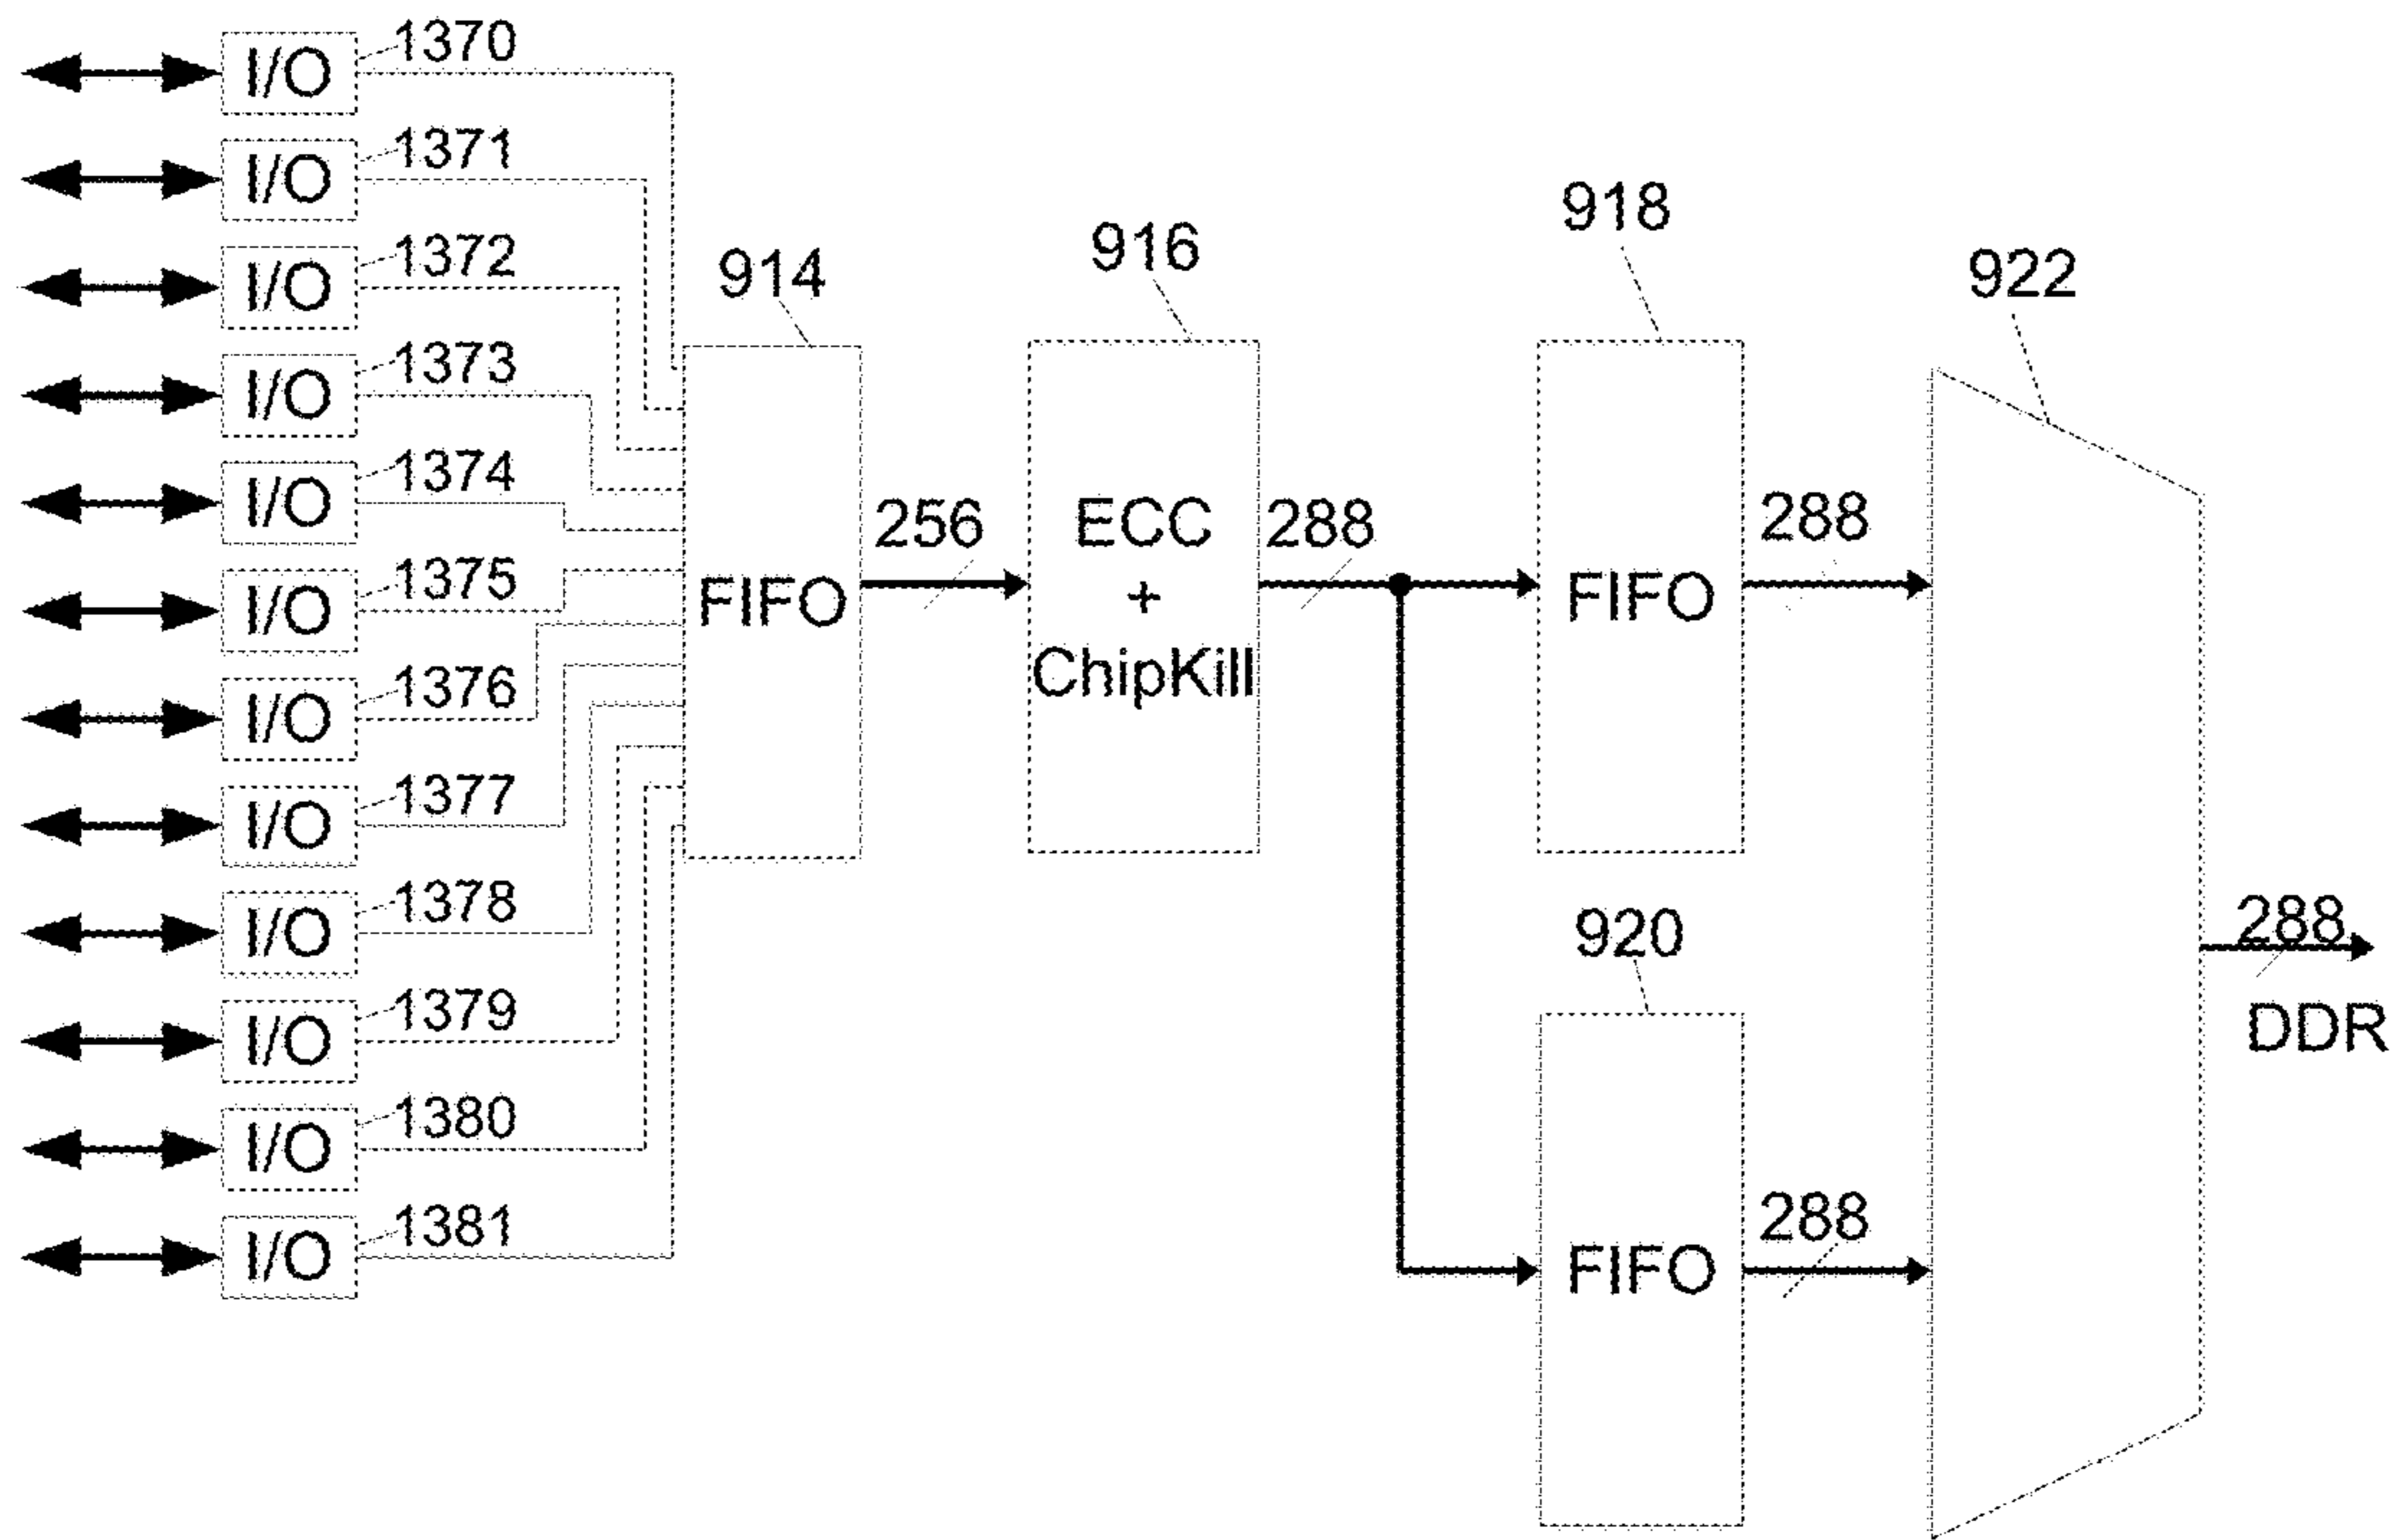 I/O 1370
I/O 1371
I/O 1372
I/O 1373
I/O 1374
I/O 1375
I/O 1376
I/O 1377
I/O 1378
I/O 1379
I/O 1380
I/O 1381
914
FIFO
256
916
ECC
+
ChipKill
288
918
FIFO
288
920
FIFO
288
922
288
DDR